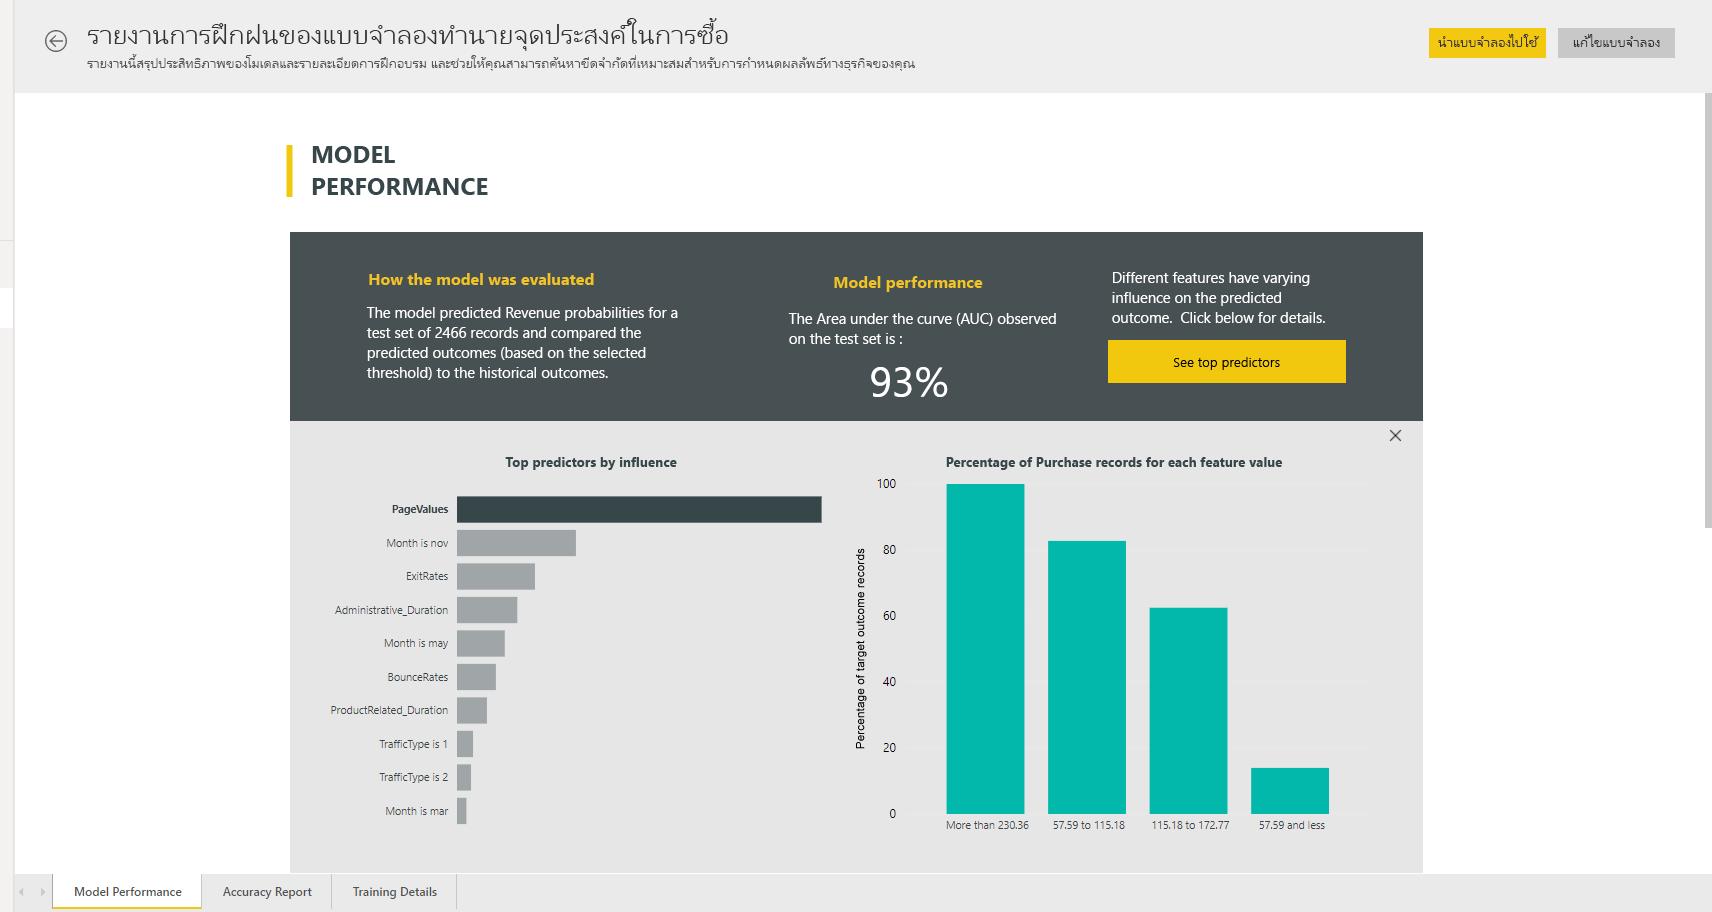 รายงานการฝึกฝนของแบบจำลองทำนายจุดประสงค์ในการซื้อ
รายงานนี้สรุปประสิทธิภาพของโมเดลและรายละเอียดการฝึกอบรม และช่วยให้คุณสามารถค้นหาขีดจำกัดที่เหมาะสมสำหรับการกำหนดผลลัพธ์ทางธุรกิจของคุณ
นำแบบจำลองไปใช้
แก้ไขแบบจำลอง
MODEL
PERFORMANCE
How the model was evaluated
The model predicted Revenue probabilities for a
test set of 2466 records and compared the
predicted outcomes (based on the selected
threshold) to the historical outcomes.
Model performance
The Area under the curve (AUC) observed
on the test set is :
93%
Different features have varying
influence on the predicted
outcome.  Click below for details.
See top predictors
Top predictors by influence
PageValues
Month is nov
ExitRates
Administrative_Duration
Month is may
BounceRates
ProductRelated_Duration
TrafficType is 1
TrafficType is 2
Month is mar
Percentage of Purchase records for each feature value
Percentage of target outcome records
100
80
60
40
20
0
More than 230.36
57.59 to 115.18
115.18 to 172.77
57.59 and less
Model Performance
Accuracy Report
Training Details